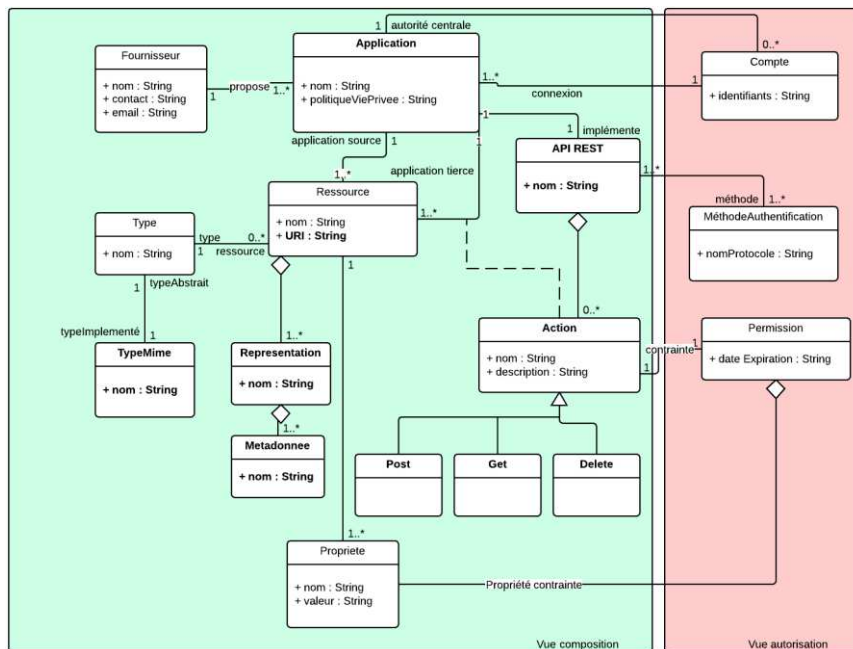 1
autorité centrale
Application
+ nom : String
+ politiqueViePrivee : String
0..*
Fournisseur
+ nom : String
+ contact : String
+ email : String
1
propose
1..*
1..*
connexion
1
Compte
+ identifiants : String
application source
1
1
1
application tierce
1
implémente
API REST
+ nom : String
1..*
méthode
1..*
MéthodeAuthentification
+nomProtocole : String
1..*
Ressource
+ nom : String
+ URI : String
1..*
Type
+ nom : String
type
1
0..*
ressource
1
typeAbstrait
1
typeImplementé
1
TypeMime
+ nom : String
1..*
Representation
+ nom : String
1..*
Metadonnee
+ nom : String
0..*
Action
+ nom : String
+ description : String
contrainte
1
1
Permission
+ date Expiration : String
Post
Get
Delete
1..*
Propriete
+ nom : String
+ valeur : String
Propriété contrainte
Vue composition
Vue autorisation